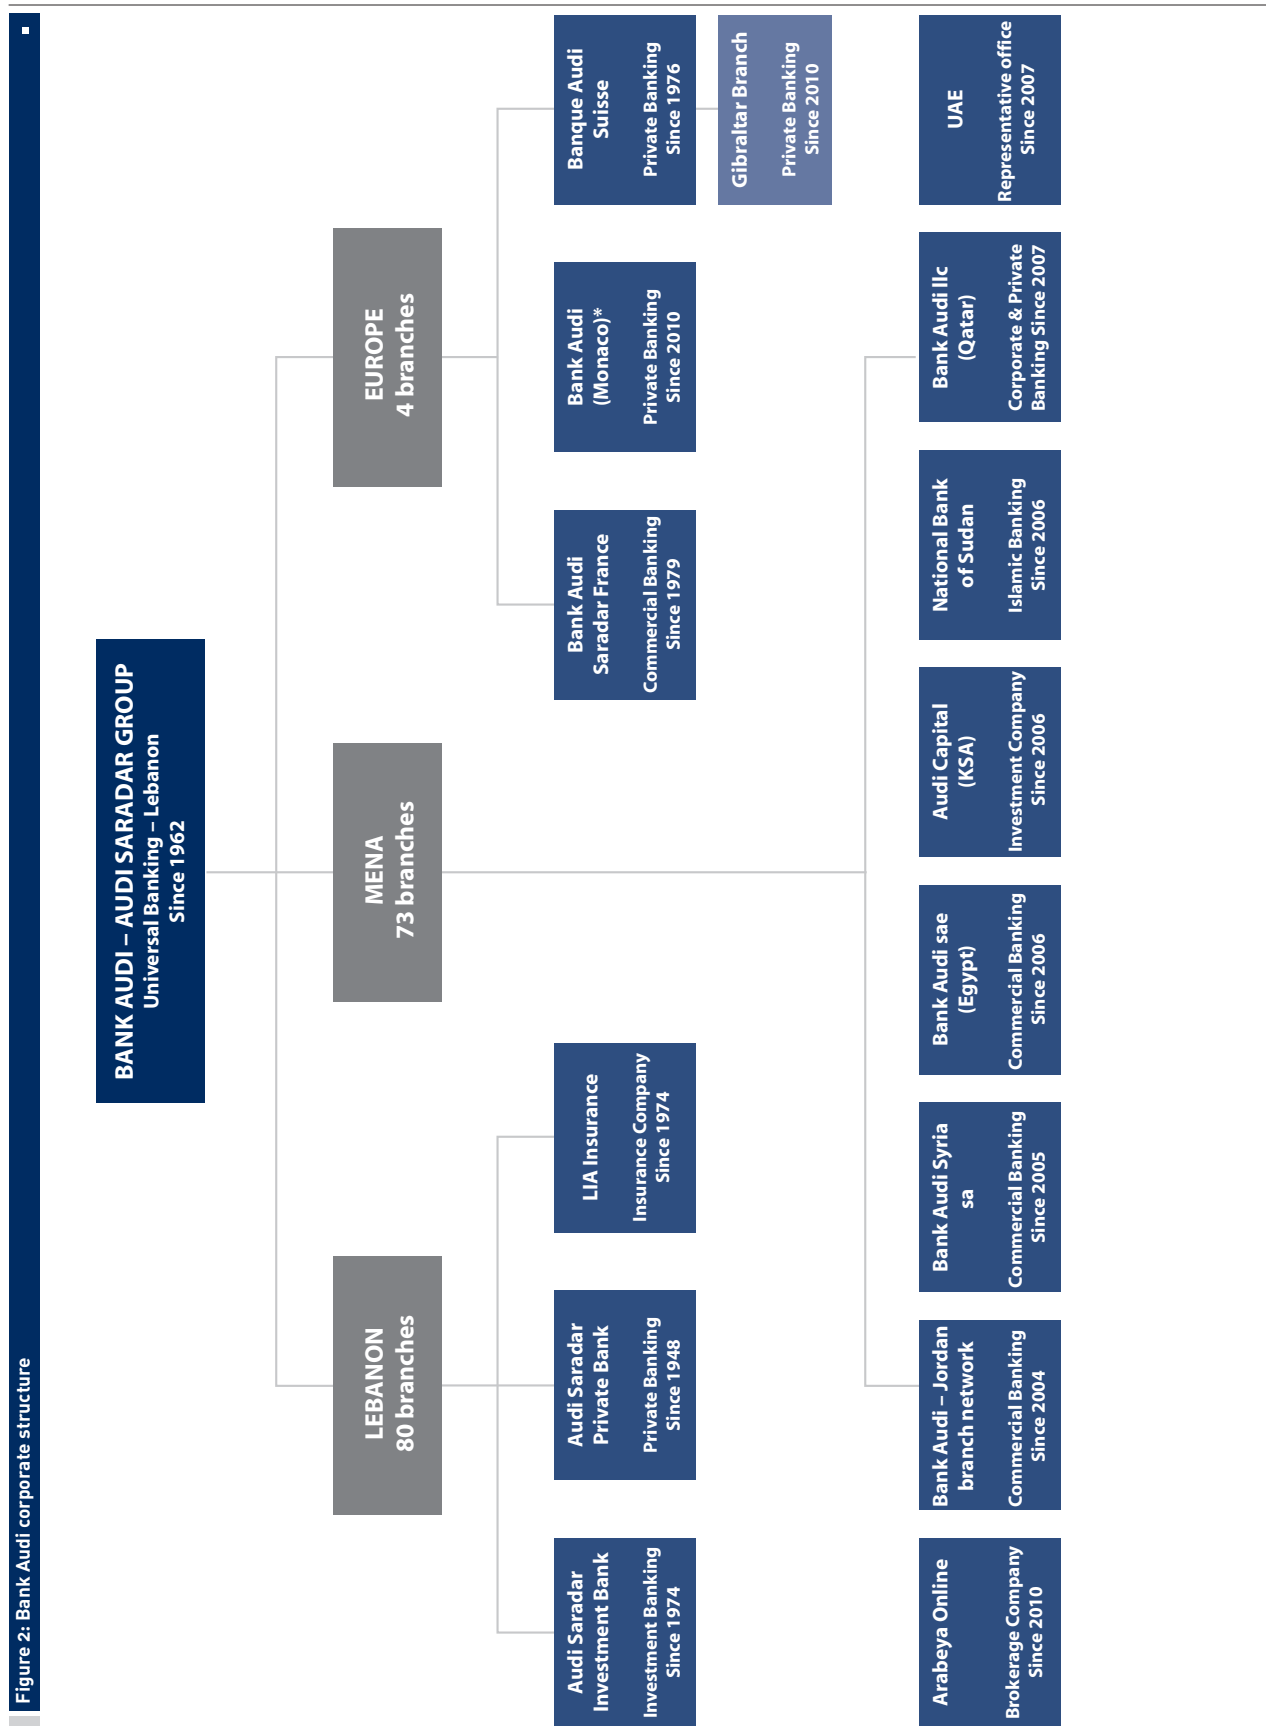 Figure 2: Bank Audi corporate structure
BANK AUDI – AUDI SARADAR GROUP
Universal Banking – Lebanon
Since 1962
LEBANON
80 branches
MENA
73 branches
EUROPE
4 branches
Audi Saradar
Investment Bank
Investment Banking
Since 1974
Audi Saradar
Private Bank
Private Banking
Since 1948
LIA Insurance
Insurance Company
Since 1974
Bank Audi
Saradar France
Commercial Banking
Since 1979
Bank Audi
(Monaco)*
Private Banking
Since 2010
Banque Audi
Suisse
Private Banking
Since 1976
Gibraltar Branch
Private Banking
Since 2010
Arabeya Online
Brokerage Company
Since 2010
Bank Audi – Jordan
branch network
Commercial Banking
Since 2004
Bank Audi Syria
sa
Commercial Banking
Since 2005
Bank Audi sae
(Egypt)
Commercial Banking
Since 2006
Audi Capital
(KSA)
Investment Company
Since 2006
National Bank
of Sudan
Islamic Banking
Since 2006
Bank Audi llc
(Qatar)
Corporate & Private
Banking Since 2007
UAE
Representative office
Since 2007